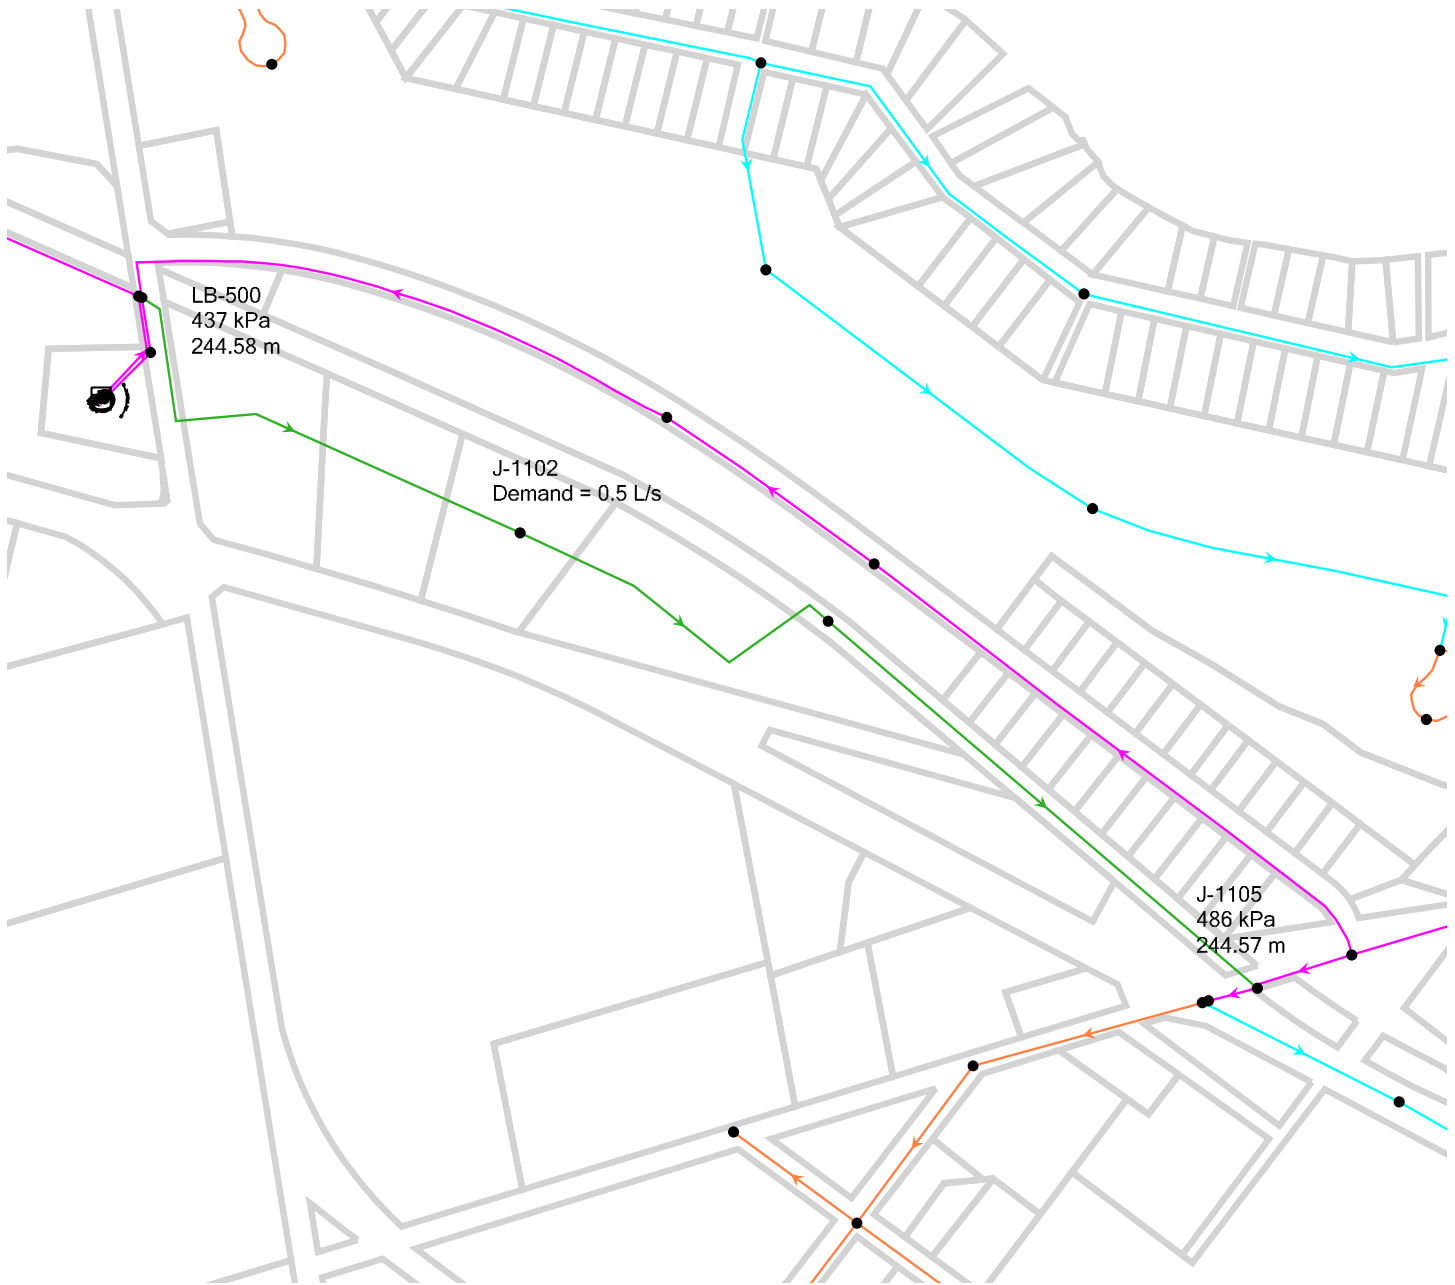 LB-500
437 kPa
244.58 m
J-1102
Demand = 0.5 L/s
J-1105
486 kPa
244.57 m